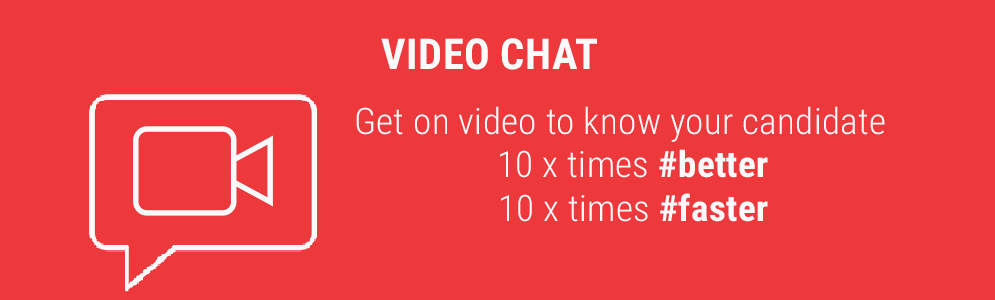 VIDEO CHAT
Get on video to know your candidate
10 x times #better
10 x times #faster